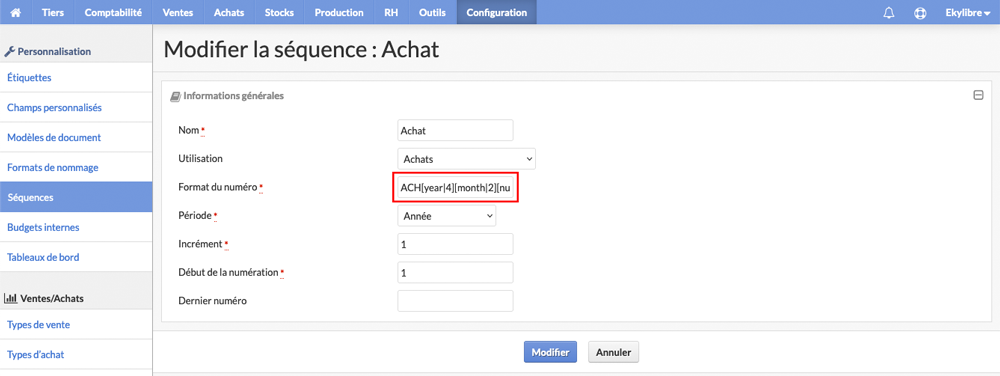 Tiers Comptabilité Ventes Achats Stocks Production RH Outils Configuration Ekylibre
Personnalisation
Étiquettes
Champs personnalisés
Modèles de document
Formats de nommage
Séquences
Budgets internes
Tableaux de bord
Ventes/Achats
Types de vente
Types d'achat
Modifier la séquence : Achat
Informations générales
Nom * Achat
Utilisation Achats
Format du numéro * ACH[year|4][month|2][nu
Période * Année
Incrément * 1
Début de la numération * 1
Dernier numéro
Modifier Annuler